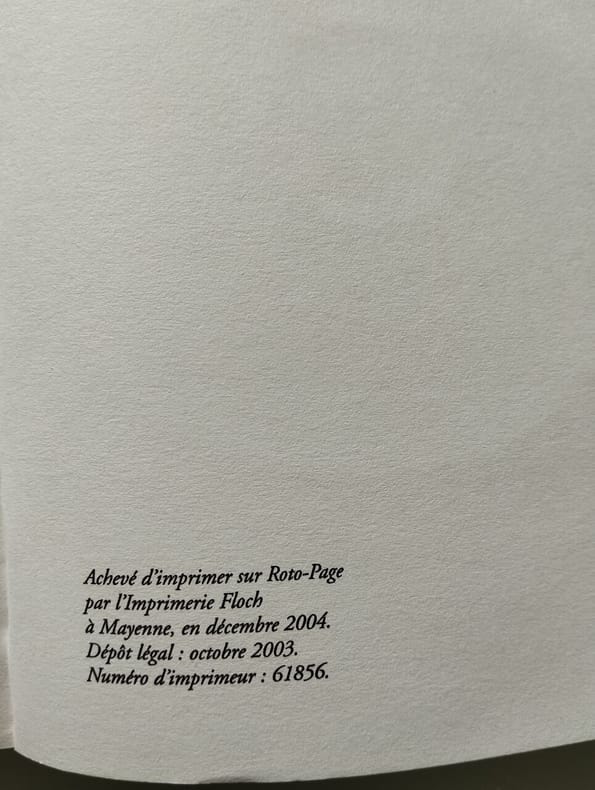 Achevé d'imprimer sur Roto-Page
par l'Imprimerie Floch
à Mayenne, en décembre 2004.
Dépôt légal : octobre 2003.
Numéro d'imprimeur : 61856.